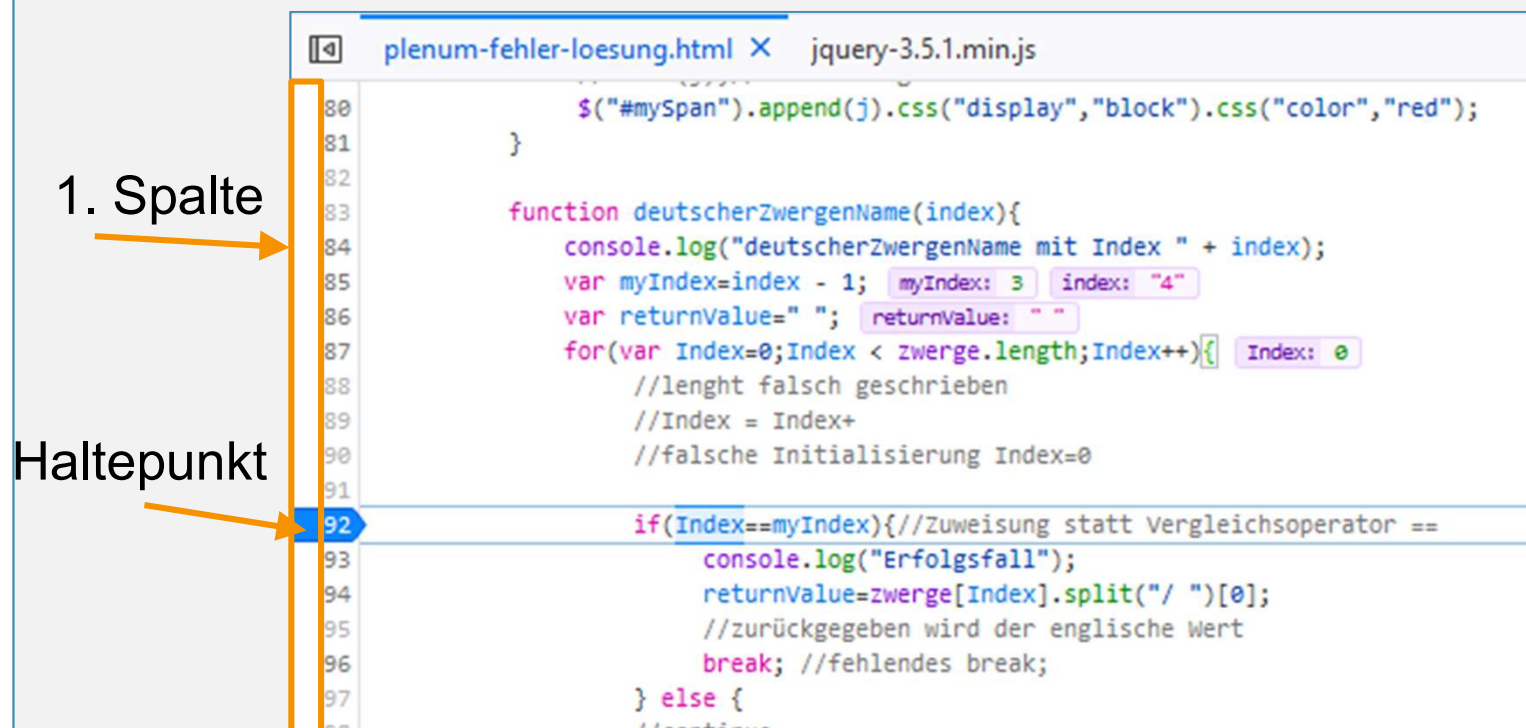 plenum-fehler-loesung.html × jquery-3.5.1.min.js
80 $("#mySpan").append(j).css("display","block").css("color","red");
81 }
82
1. Spalte
83 function deutscherZwergenName(index){
84 console.log("deutscherZwergenName mit Index " + index);
85 var myIndex=index - 1; myIndex: 3 index: "4"
86 var returnValue=" "; returnValue: " "
87 for(var Index=0;Index < zwerge.length;Index++){ Index: 0
88 //lenght falsch geschrieben
89 //Index = Index+
Haltepunkt
90 //falsche Initialisierung Index=0
91
92 if(Index==myIndex){//Zuweisung statt Vergleichsoperator ==
93 console.log("Erfolgsfall");
94 returnValue=zwerge[Index].split("/ ")[0];
95 //zurückgegeben wird der englische Wert
96 break; //fehlendes break;
97 } else {